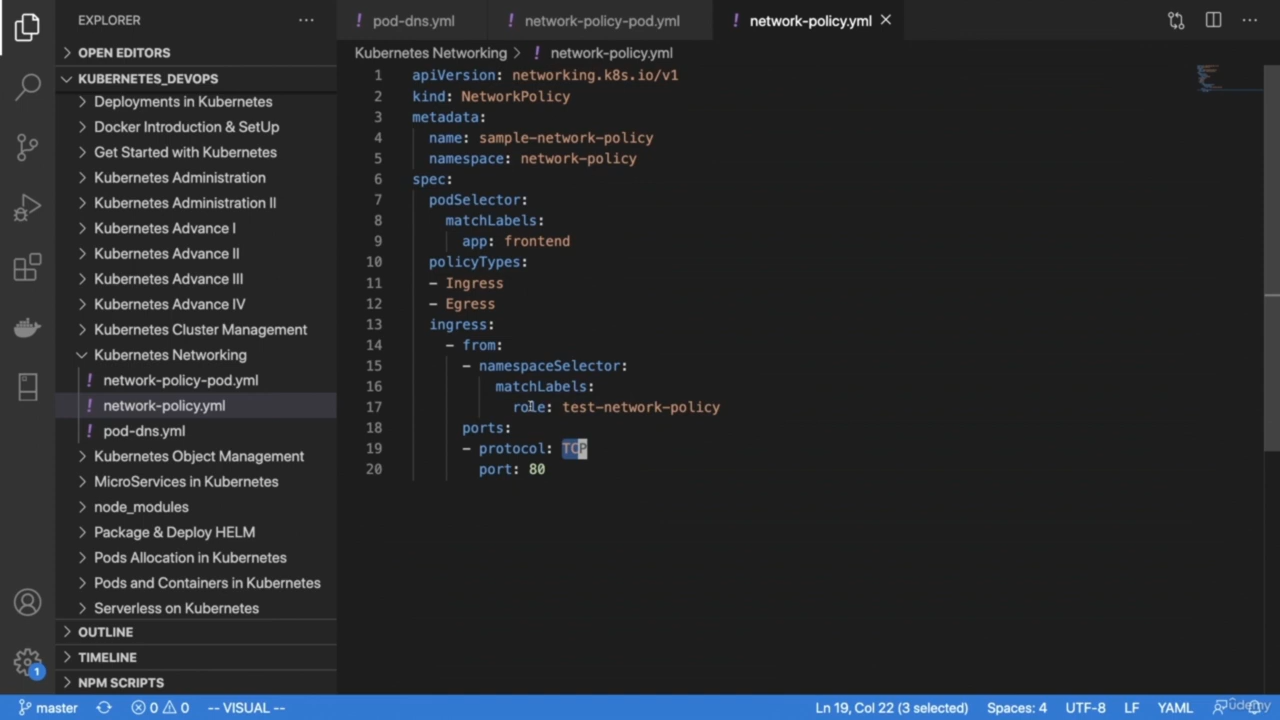 EXPLORER
pod-dns.yml
network-policy-pod.yml
network-policy.yml
OPEN EDITORS
KUBERNETES_DEVOPS
Deployments in Kubernetes
Docker Introduction & SetUp
Get Started with Kubernetes
Kubernetes Administration
Kubernetes Administration II
Kubernetes Advance I
Kubernetes Advance II
Kubernetes Advance III
Kubernetes Advance IV
Kubernetes Cluster Management
Kubernetes Networking
network-policy-pod.yml
network-policy.yml
pod-dns.yml
Kubernetes Object Management
MicroServices in Kubernetes
node_modules
Package & Deploy HELM
Pods Allocation in Kubernetes
Pods and Containers in Kubernetes
Serverless on Kubernetes
OUTLINE
TIMELINE
NPM SCRIPTS
Kubernetes Networking > ! network-policy.yml
1 apiVersion: networking.k8s.io/v1
2 kind: NetworkPolicy
3 metadata:
4 name: sample-network-policy
5 namespace: network-policy
6 spec:
7 podSelector:
8 matchLabels:
9 app: frontend
10 policyTypes:
11 - Ingress
12 - Egress
13 ingress:
14 - from:
15 - namespaceSelector:
16 matchLabels:
17 role: test-network-policy
18 ports:
19 - protocol: TCP
20 port: 80
1
master
0 0
-- VISUAL --
Ln 19, Col 22 (3 selected)
Spaces: 4
UTF-8
LF
YAML
ûdemy